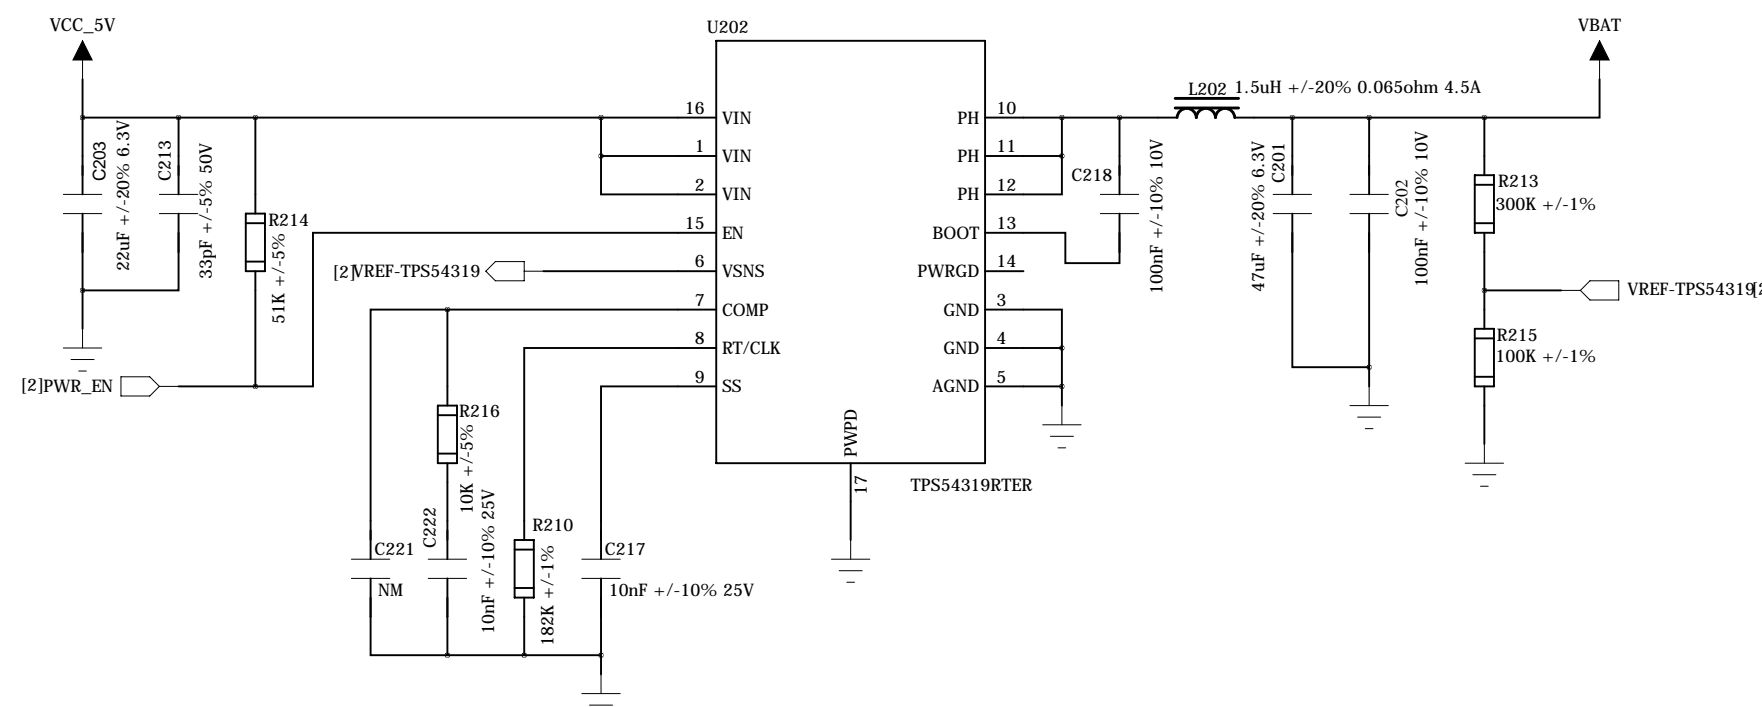 VCC_5V
U202
VBAT
L202 1.5uH +/-20% 0.065ohm 4.5A
16 VIN
1 VIN
2 VIN
15 EN
6 VSNS
7 COMP
8 RT/CLK
9 SS
PH 10
PH 11
PH 12
BOOT 13
PWRGD 14
GND 3
GND 4
AGND 5
PWPD
17
TPS54319RTER
C203
22uF +/-20% 6.3V
C213
33pF +/-5% 50V
R214
51K +/-5%
[2]VREF-TPS54319
[2]PWR_EN
C218
100nF +/-10% 10V
47uF +/-20% 6.3V
C201
C202
100nF +/-10% 10V
R213
300K +/-1%
VREF-TPS54319[2
R215
100K +/-1%
R216
10K +/-5%
C221
NM
C222
10nF +/-10% 25V
R210
182K +/-1%
C217
10nF +/-10% 25V